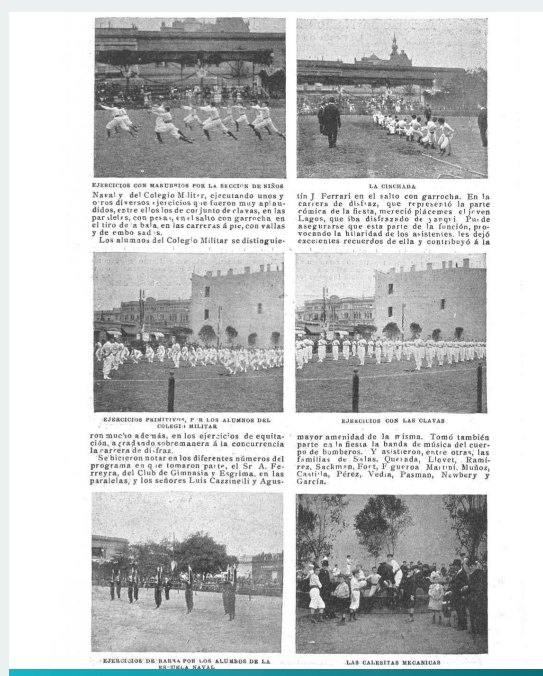 EJERCICIOS CON MANUBRIOS POR LA SECCION DE NIÑOS
Naval y del Colegio Militar, ejecutando unos y
otros diversos ejercicios que fueron muy aplau-
didos, entre ellos los de conjunto de clavas, en las
paralelas, con pesas, en el salto con garrocha, en
el tiro de la bala, en las carreras á pie, con vallas
y de emboscadas.
Los alumnos del Colegio Militar se distinguie-
LA CINCHADA
tín J Ferrari en el salto con garrocha. En la
carrera de disfraz, que representó la parte
cómica de la fiesta, mereció plácemes el joven
Lagos, que iba disfrazado de yanqui. Puede
asegurarse que esta parte de la función, pro-
vocando la hilaridad de los asistentes, les dejó
excelentes recuerdos de ella y contribuyó á la
EJERCICIOS PRIMITIVOS, POR LOS ALUMNOS DEL
COLEGIO MILITAR
ron mucho además, en los ejercicios de equita-
ción, agradando sobremanera á la concurrencia
la carrera de disfraz.
Se hicieron notar en los diferentes números del
programa en que tomaron parte, el Sr A. Fe-
rreyra, del Club de Gimnasia y Esgrima, en las
paralelas; y los señores Luis Cazzinelli y Agus-
EJERCICIOS CON LAS CLAVAS
mayor amenidad de la misma. Tomó también
parte en la fiesta la banda de música del cuer-
po de bomberos. Y asistieron, entre otras, las
familias de Salas, Quesada, Llovet, Ramí-
rez, Sackman, Fort, Figueroa Martini, Muñoz,
Castilla, Pérez, Vedia, Pasman, Newbery y
García.
EJERCICIOS DE BARRA POR LOS ALUMNOS DE LA
ESCUELA NAVAL
LAS CALESITAS MECANICAS